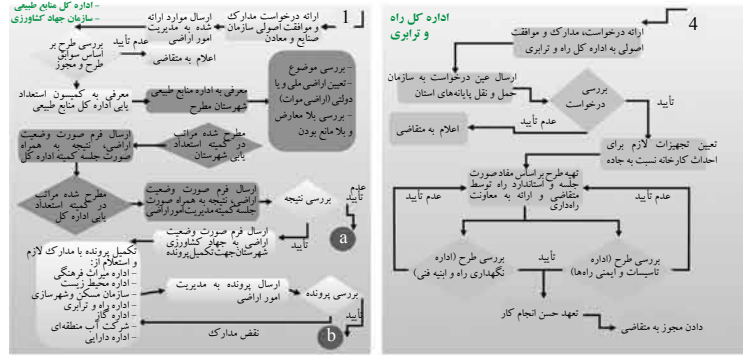 - اداره کل منابع طبیعی
- سازمان جهاد کشاورزی
1
ارائه درخواست مدارک
و موافقت اصولی سازمان
صنایع و معادن
ارسال موارد ارائه
شده به مدیریت
امور اراضی
بررسی طرح بر
اساس سوابق
طرح و مجوز
عدم تأیید
اعلام به متقاضی
تأیید
معرفی به کمیسون استعداد
یابی اداره کل منابع طبیعی
معرفی به اداره منابع طبیعی
شهرستان مطرح
بررسی موضوع
- تعیین اراضی ملی و یا
دولتی (اراضی موات)
- بررسی بلا معارض
و بلا مانع بودن
مطرح شده مراتب
در کمیته استعداد
یابی شهرستان
ارسال فرم صورت وضعیت
اراضی، نتیجه به همراه
صورت جلسه کمیته اداره کل
مطرح شده مراتب
در کمیته استعداد
یابی اداره کل
ارسال فرم صورت وضعیت
اراضی، نتیجه به همراه صورت
جلسه کمیته مدیریت امور اراضی
بررسی نتیجه
عدم
تأیید
a
تأیید
ارسال فرم صورت وضعیت
اراضی به جهاد کشاورزی
شهرستان جهت تکمیل پرونده
تکمیل پرونده با مدارک لازم
و استعلام از:
- اداره میراث فرهنگی
- اداره محیط زیست
- سازمان مسکن و شهرسازی
- اداره راه و ترابری
- اداره گاز
- شرکت آب منطقه‌ای
- اداره دارایی
ارسال پرونده به مدیریت
امور اراضی
بررسی پرونده
تأیید
b
نقض مدارک
اداره کل راه
و ترابری
4
ارائه درخواست، مدارک و موافقت
اصولی به اداره کل راه و ترابری
ارسال عین درخواست به سازمان
حمل و نقل پایانه‌های استان
بررسی
درخواست
تأیید
عدم تأیید
اعلام به متقاضی
تعیین تجهیزات لازم برای
احداث کارخانه نسبت به جاده
تهیه طرح بر اساس مفاد صورت
جلسه و استاندارد راه توسط
متقاضی و ارائه به معاونت
راه‌داری
عدم تأیید
عدم تأیید
بررسی طرح (اداره
تاسیسات و ایمنی راه‌ها)
تأیید
بررسی طرح (اداره
نگهداری راه و ابنیه فنی)
تعهد حسن انجام کار
دادن مجوز به متقاضی